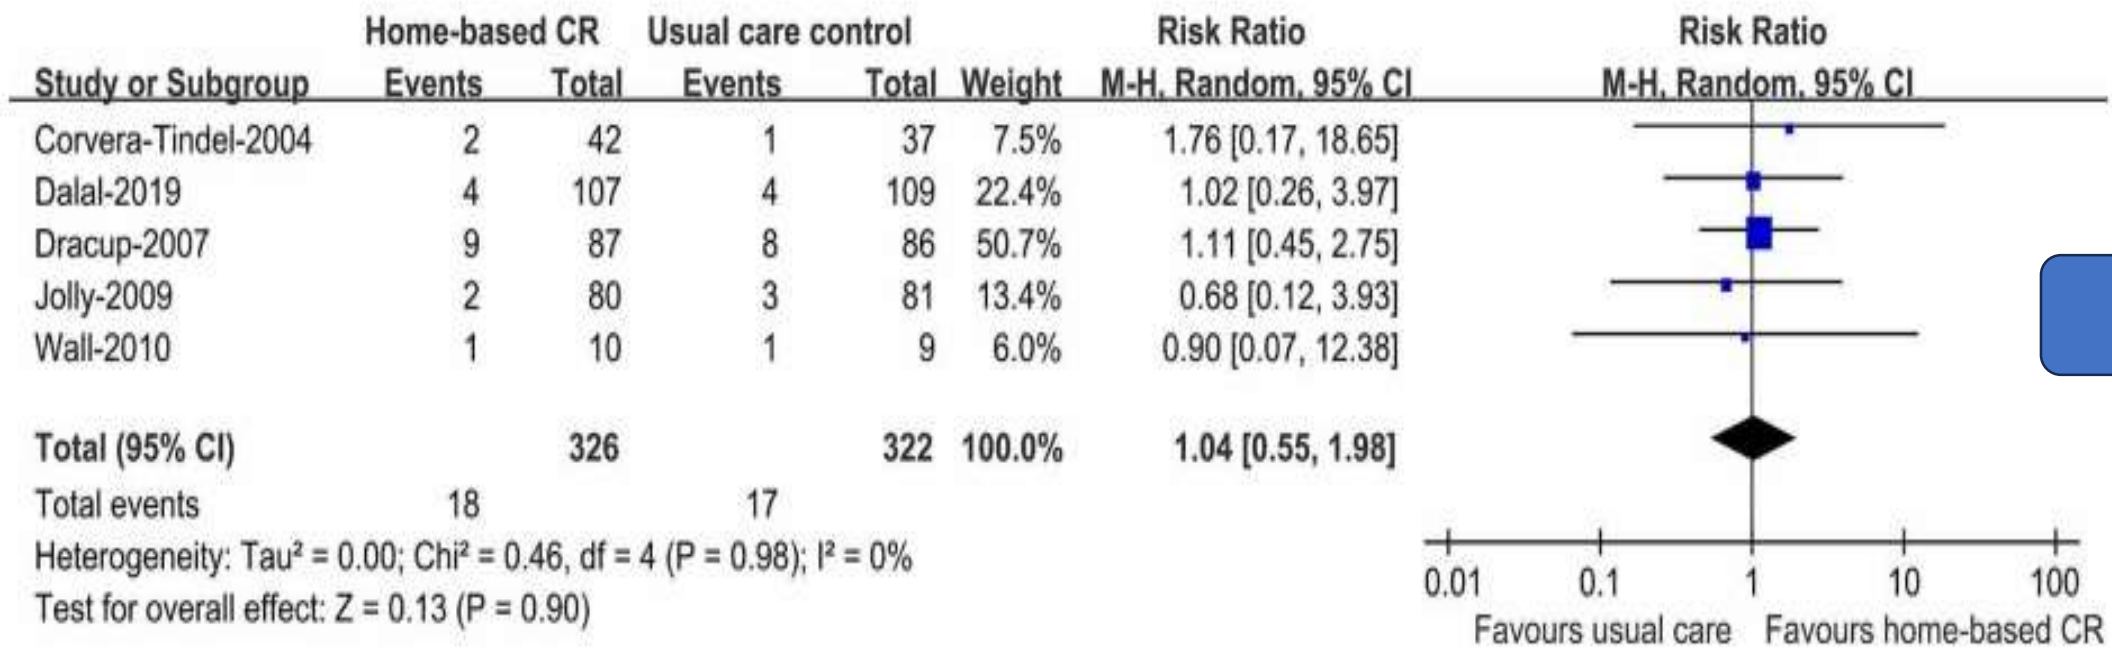 Home-based CR Usual care control Risk Ratio Risk Ratio
Study or Subgroup Events Total Events Total Weight M-H, Random, 95% CI M-H, Random, 95% CI
Corvera-Tindel-2004 2 42 1 37 7.5% 1.76 [0.17, 18.65]
Dalal-2019 4 107 4 109 22.4% 1.02 [0.26, 3.97]
Dracup-2007 9 87 8 86 50.7% 1.11 [0.45, 2.75]
Jolly-2009 2 80 3 81 13.4% 0.68 [0.12, 3.93]
Wall-2010 1 10 1 9 6.0% 0.90 [0.07, 12.38]
Total (95% CI) 326 322 100.0% 1.04 [0.55, 1.98]
Total events 18 17
Heterogeneity: Tau² = 0.00; Chi² = 0.46, df = 4 (P = 0.98); I² = 0%
Test for overall effect: Z = 0.13 (P = 0.90)
0.01 0.1 1 10 100
Favours usual care Favours home-based CR